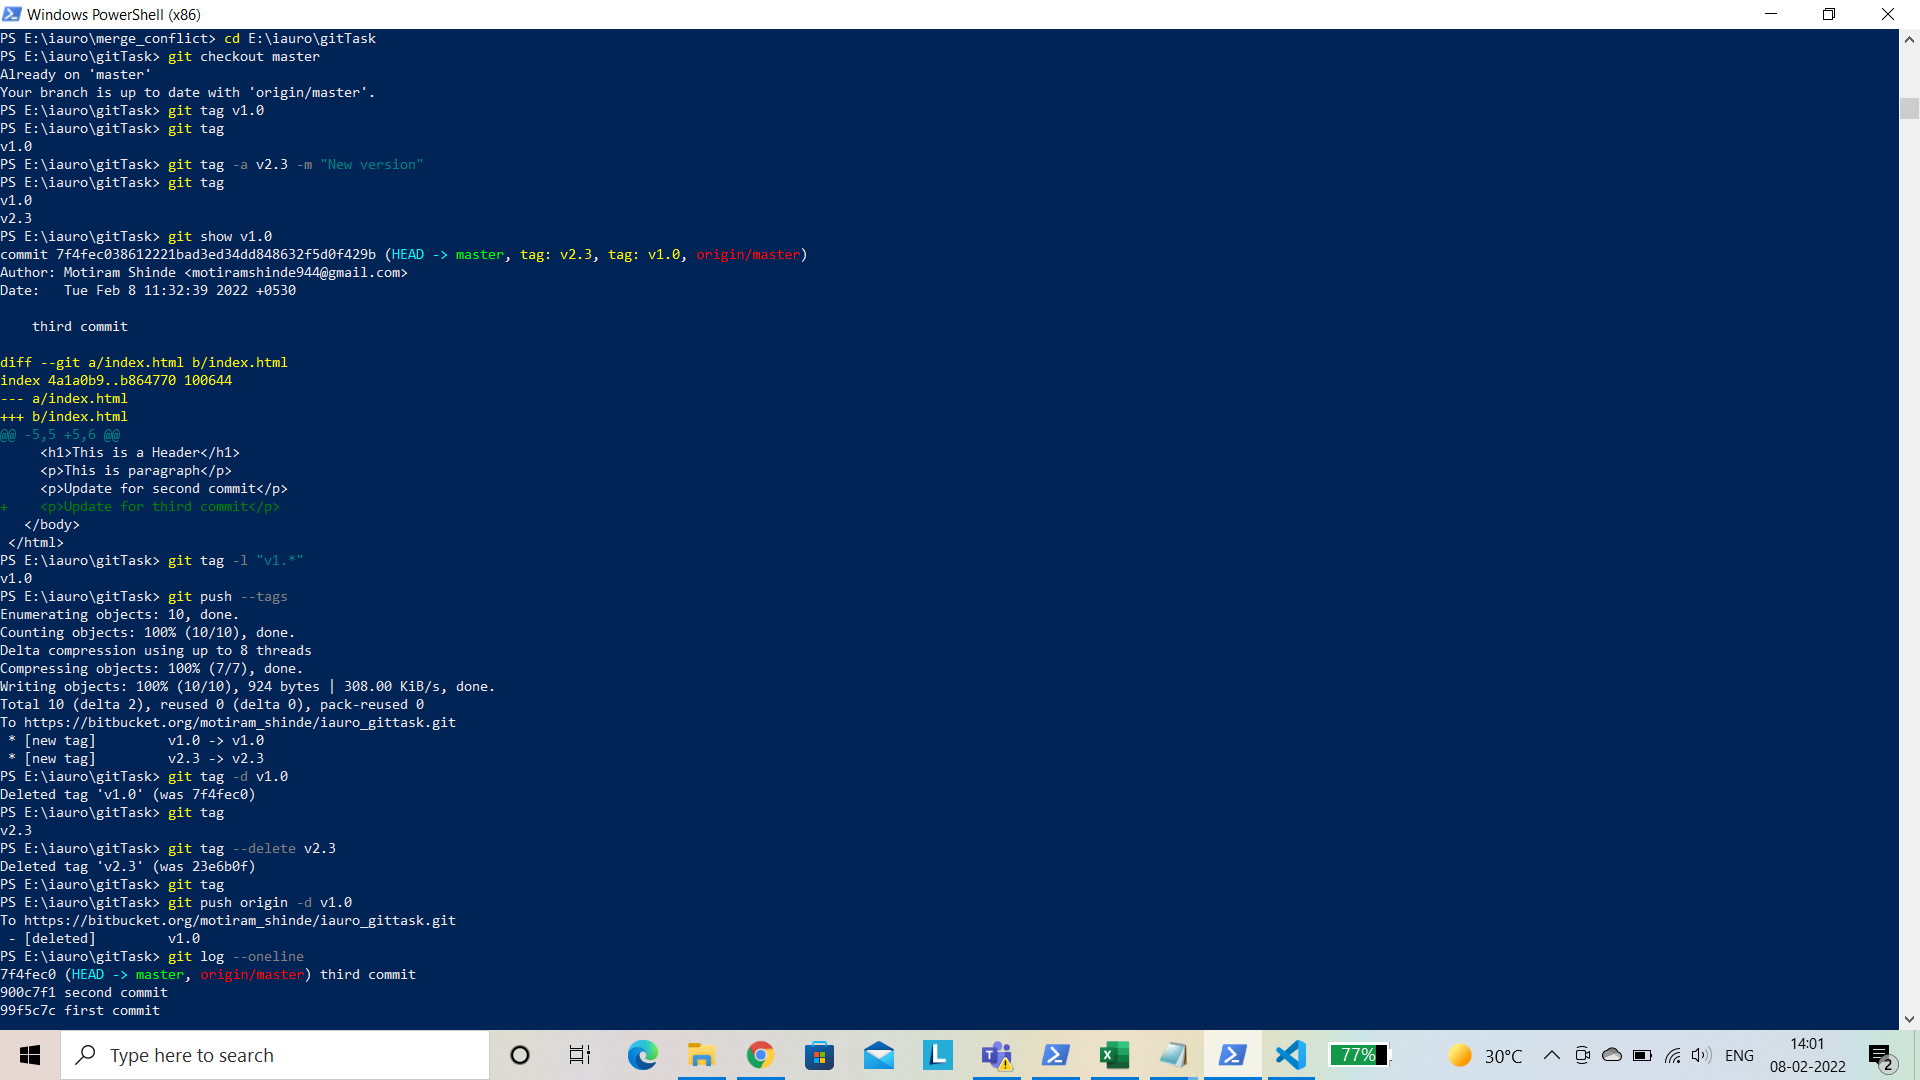 Windows PowerShell (x86)
PS E:\iauro\merge_conflict> cd E:\iauro\gitTask
PS E:\iauro\gitTask> git checkout master
Already on 'master'
Your branch is up to date with 'origin/master'.
PS E:\iauro\gitTask> git tag v1.0
PS E:\iauro\gitTask> git tag
v1.0
PS E:\iauro\gitTask> git tag -a v2.3 -m "New version"
PS E:\iauro\gitTask> git tag
v1.0
v2.3
PS E:\iauro\gitTask> git show v1.0
commit 7f4fec038612221bad3ed34dd848632f5d0f429b (HEAD -> master, tag: v2.3, tag: v1.0, origin/master)
Author: Motiram Shinde <motiramshinde944@gmail.com>
Date:   Tue Feb 8 11:32:39 2022 +0530
    third commit
diff --git a/index.html b/index.html
index 4a1a0b9..b864770 100644
--- a/index.html
+++ b/index.html
@@ -5,5 +5,6 @@
     <h1>This is a Header</h1>
     <p>This is paragraph</p>
     <p>Update for second commit</p>
+    <p>Update for third commit</p>
   </body>
 </html>
PS E:\iauro\gitTask> git tag -l "v1.*"
v1.0
PS E:\iauro\gitTask> git push --tags
Enumerating objects: 10, done.
Counting objects: 100% (10/10), done.
Delta compression using up to 8 threads
Compressing objects: 100% (7/7), done.
Writing objects: 100% (10/10), 924 bytes | 308.00 KiB/s, done.
Total 10 (delta 2), reused 0 (delta 0), pack-reused 0
To https://bitbucket.org/motiram_shinde/iauro_gittask.git
 * [new tag]         v1.0 -> v1.0
 * [new tag]         v2.3 -> v2.3
PS E:\iauro\gitTask> git tag -d v1.0
Deleted tag 'v1.0' (was 7f4fec0)
PS E:\iauro\gitTask> git tag
v2.3
PS E:\iauro\gitTask> git tag --delete v2.3
Deleted tag 'v2.3' (was 23e6b0f)
PS E:\iauro\gitTask> git tag
PS E:\iauro\gitTask> git push origin -d v1.0
To https://bitbucket.org/motiram_shinde/iauro_gittask.git
 - [deleted]         v1.0
PS E:\iauro\gitTask> git log --oneline
7f4fec0 (HEAD -> master, origin/master) third commit
900c7f1 second commit
99f5c7c first commit
Type here to search
77%
30°C
ENG
14:01
08-02-2022
2